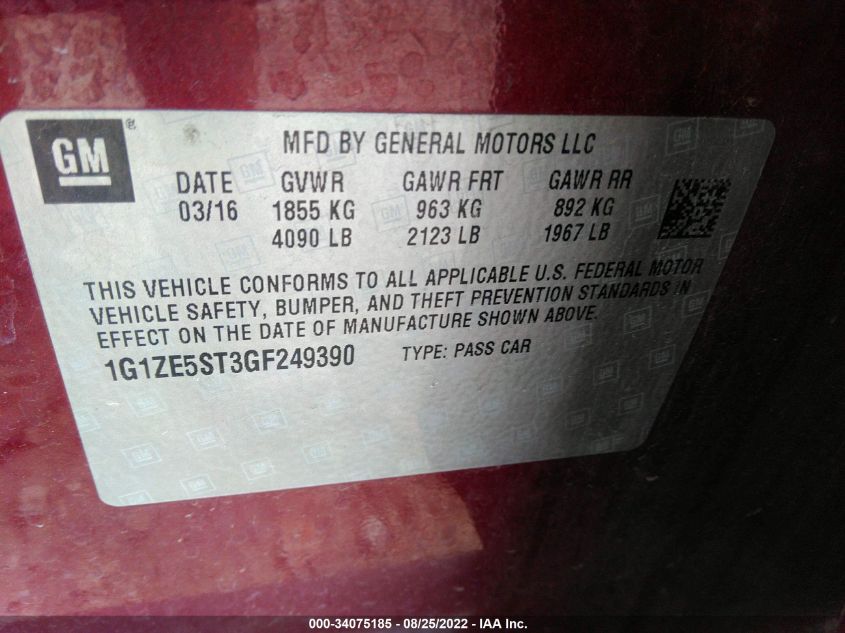 GM®
MFD BY GENERAL MOTORS LLC
DATE GVWR GAWR FRT GAWR RR
03/16 1855 KG 963 KG 892 KG
4090 LB 2123 LB 1967 LB
THIS VEHICLE CONFORMS TO ALL APPLICABLE U.S. FEDERAL MOTOR
VEHICLE SAFETY, BUMPER, AND THEFT PREVENTION STANDARDS IN
EFFECT ON THE DATE OF MANUFACTURE SHOWN ABOVE.
1G1ZE5ST3GF249390 TYPE: PASS CAR
000-34075185 - 08/25/2022 - IAA Inc.